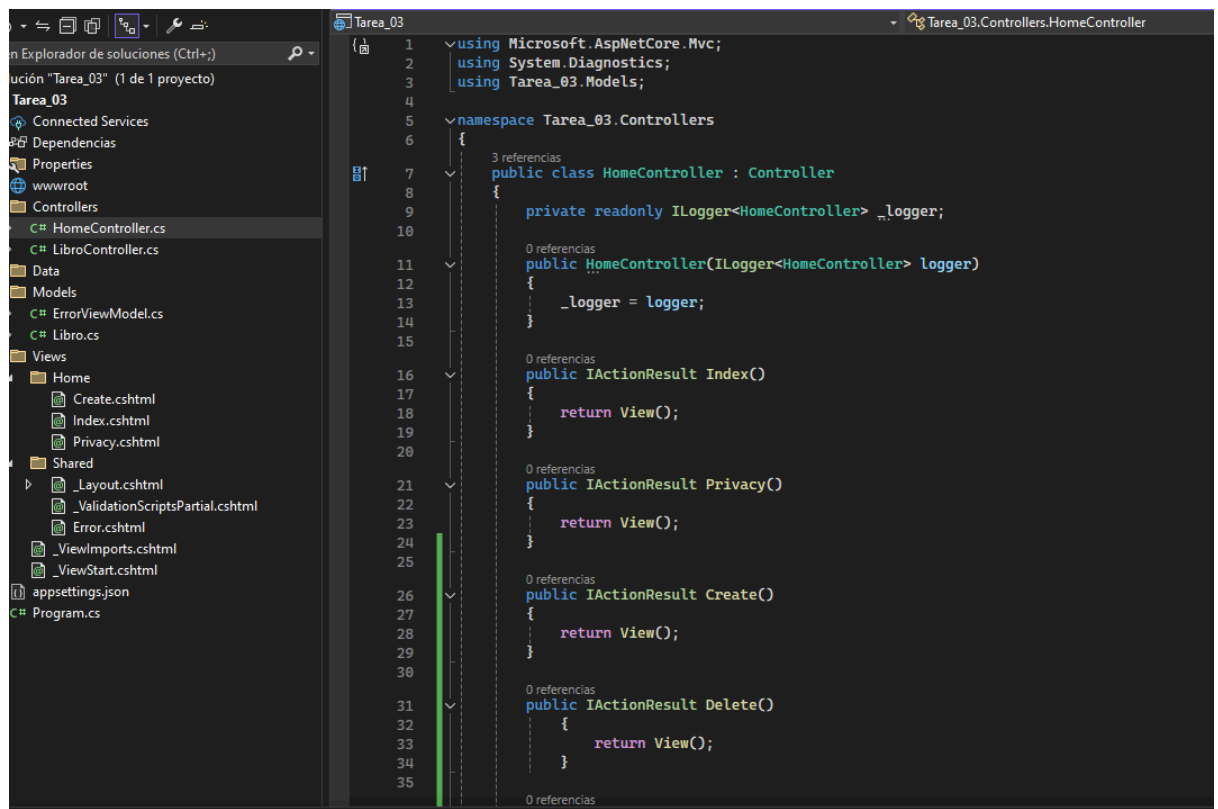 en Explorador de soluciones (Ctrl+;)
ución "Tarea_03" (1 de 1 proyecto)
Tarea_03
Connected Services
Dependencias
Properties
wwwroot
Controllers
C# HomeController.cs
C# LibroController.cs
Data
Models
C# ErrorViewModel.cs
C# Libro.cs
Views
Home
Create.cshtml
Index.cshtml
Privacy.cshtml
Shared
_Layout.cshtml
_ValidationScriptsPartial.cshtml
Error.cshtml
_ViewImports.cshtml
_ViewStart.cshtml
appsettings.json
C# Program.cs
Tarea_03
Tarea_03.Controllers.HomeController
1 using Microsoft.AspNetCore.Mvc;
2 using System.Diagnostics;
3 using Tarea_03.Models;
4
5 namespace Tarea_03.Controllers
6 {
3 referencias
7 public class HomeController : Controller
8 {
9 private readonly ILogger<HomeController> _logger;
10
0 referencias
11 public HomeController(ILogger<HomeController> logger)
12 {
13 _logger = logger;
14 }
15
0 referencias
16 public IActionResult Index()
17 {
18 return View();
19 }
20
0 referencias
21 public IActionResult Privacy()
22 {
23 return View();
24 }
25
0 referencias
26 public IActionResult Create()
27 {
28 return View();
29 }
30
0 referencias
31 public IActionResult Delete()
32 {
33 return View();
34 }
35
0 referencias